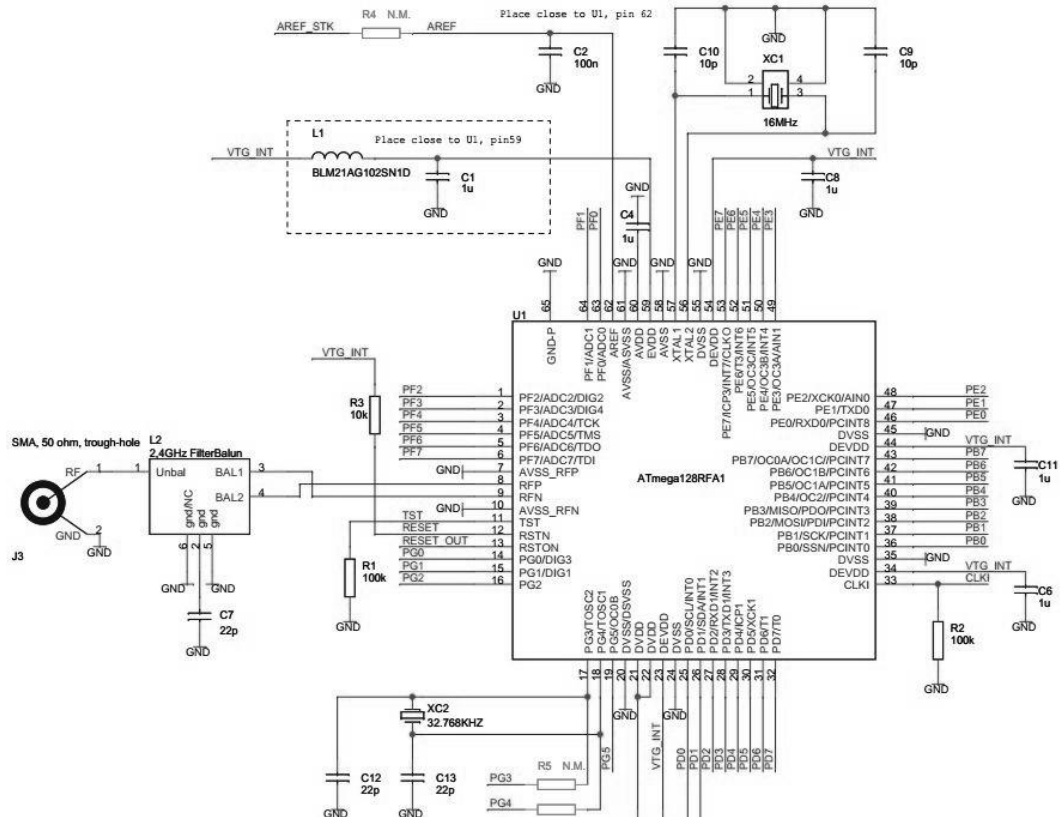 R4 N.M.
Place close to U1, pin 62
AREF_STK
AREF
C2
100n
GND
GND
C10
10p
XC1
2
4
1
3
16MHz
C9
10p
L1
Place close to U1, pin59
VTG_INT
BLM21AG102SN1D
C1
1u
GND
VTG_INT
C8
1u
GND
GND
C4
1u
PF1
PF0
PE7
PE6
PE5
PE4
PE3
GND
GND
GND
GND
65
64
63
62
61
60
59
58
57
56
55
54
53
52
51
50
49
U1
GND-P
PF1/ADC1
PF0/ADC0
AREF
AVSS/ASVSS
AVDD
EVDD
AVSS
XTAL1
XTAL2
DVSS
DEVDD
PE7/ICP3/INT7/CLKO
PE6/T3/INT6
PE5/OC3C/INT5
PE4/OC3B/INT4
PE3/OC3A/AIN1
VTG_INT
R3
10k
PF2 1 PF2/ADC2/DIG2
PF3 2 PF3/ADC3/DIG4
PF4 3 PF4/ADC4/TCK
PF5 4 PF5/ADC5/TMS
PF6 5 PF6/ADC6/TDO
PF7 6 PF7/ADC7/TDI
GND 7 AVSS_RFP
8 RFP
9 RFN
GND 10 AVSS_RFN
TST 11 TST
RESET 12 RSTN
RESET_OUT 13 RSTON
PG0 14 PG0/DIG3
PG1 15 PG1/DIG1
PG2 16 PG2
ATmega128RFA1
PE2/XCK0/AIN0 48 PE2
PE1/TXD0 47 PE1
PE0/RXD0/PCINT8 46 PE0
DVSS 45 GND
DEVDD 44 VTG_INT
PB7/OC0A/OC1C//PCINT7 43 PB7
PB6/OC1B/PCINT6 42 PB6
PB5/OC1A/PCINT5 41 PB5
PB4/OC2//PCINT4 40 PB4
PB3/MISO/PDO/PCINT3 39 PB3
PB2/MOSI/PDI/PCINT2 38 PB2
PB1/SCK/PCINT1 37 PB1
PB0/SSN/PCINT0 36 PB0
DVSS 35 GND
DEVDD 34 VTG_INT
CLKI 33 CLKI
C11
1u
GND
C6
1u
GND
R2
100k
GND
SMA, 50 ohm, trough-hole
L2
2,4GHz FilterBalun
RF 1
1
Unbal
BAL1 3
BAL2 4
gnd/NC
gnd
gnd
6
2
5
GND 2
GND
J3
GND
GND
C7
22p
GND
R1
100k
GND
PG3/TOSC2
PG4/TOSC1
PG5/OC0B
DVSS/DSVSS
DVDD
DVDD
DEVDD
DVSS
PD0/SCL/INT0
PD1/SDA/INT1
PD2/RXD1/INT2
PD3/TXD1/INT3
PD4/ICP1
PD5/XCK1
PD6/T1
PD7/T0
17
18
19
20
21
22
23
24
25
26
27
28
29
30
31
32
GND
GND
XC2
32.768KHZ
PG5
VTG_INT
PD0
PD1
PD2
PD3
PD4
PD5
PD6
PD7
C12
22p
GND
C13
22p
GND
R5 N.M.
PG3
PG4